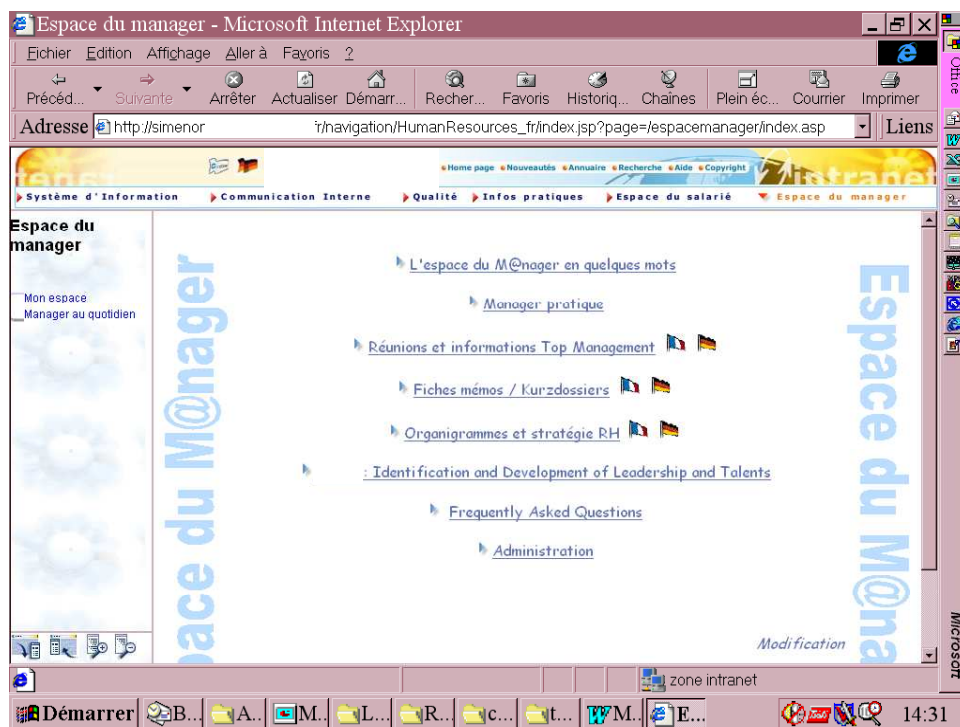 Espace du manager - Microsoft Internet Explorer
Fichier Edition Affichage Aller à Favoris ?
Précéd... Suivante Arrêter Actualiser Démarr... Recher... Favoris Historiq... Chaînes Plein éc... Courrier Imprimer
Adresse http://simenor r/navigation/HumanResources_fr/index.jsp?page=/espacemanager/index.asp Liens
Home page Nouveautés Annuaire Recherche Aide Copyright
intranet
Système d'Information Communication Interne Qualité Infos pratiques Espace du salarié Espace du manager
Espace du
manager
Mon espace
Manager au quotidien
Espace du M@nager
L'espace du M@nager en quelques mots
Manager pratique
Réunions et informations Top Management
Fiches mémos / Kurzdossiers
Organigrammes et stratégie RH
: Identification and Development of Leadership and Talents
Frequently Asked Questions
Administration
Modification
Espace du M@na
zone intranet
Démarrer B... A.. M.. L... R.. c... t... M.. E... 14:31
Office
Microsoft